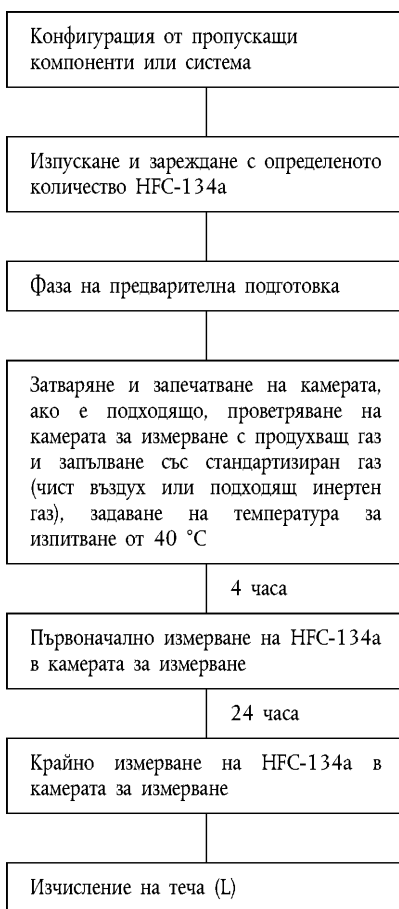 Конфигурация от пропускащи
компоненти или система
Изпускане и зареждане с определеното
количество HFC-134a
Фаза на предварителна подготовка
Затваряне и запечатване на камерата,
ако е подходящо, проветряване на
камерата за измерване с продухващ газ
и запълване със стандартизиран газ
(чист въздух или подходящ инертен
газ), задаване на температура за
изпитване от 40 °C
4 часа
Първоначално измерване на HFC-134a
в камерата за измерване
24 часа
Крайно измерване на HFC-134a в
камерата за измерване
Изчисление на теча (L)